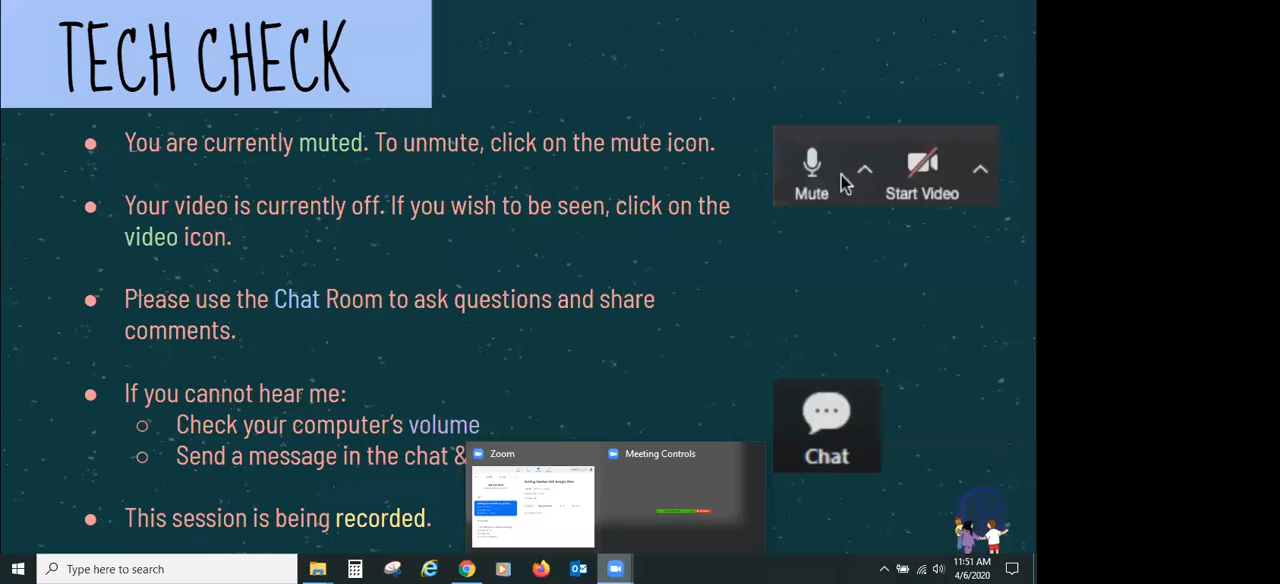 TECH CHECK
You are currently muted. To unmute, click on the mute icon.
Mute
Start Video
Your video is currently off. If you wish to be seen, click on the
video icon.
Please use the Chat Room to ask questions and share
comments.
If you cannot hear me:
Check your computer's volume
Send a message in the chat &
Chat
Zoom
Meeting Controls
This session is being recorded.
Type here to search
11:51 AM
4/6/2020